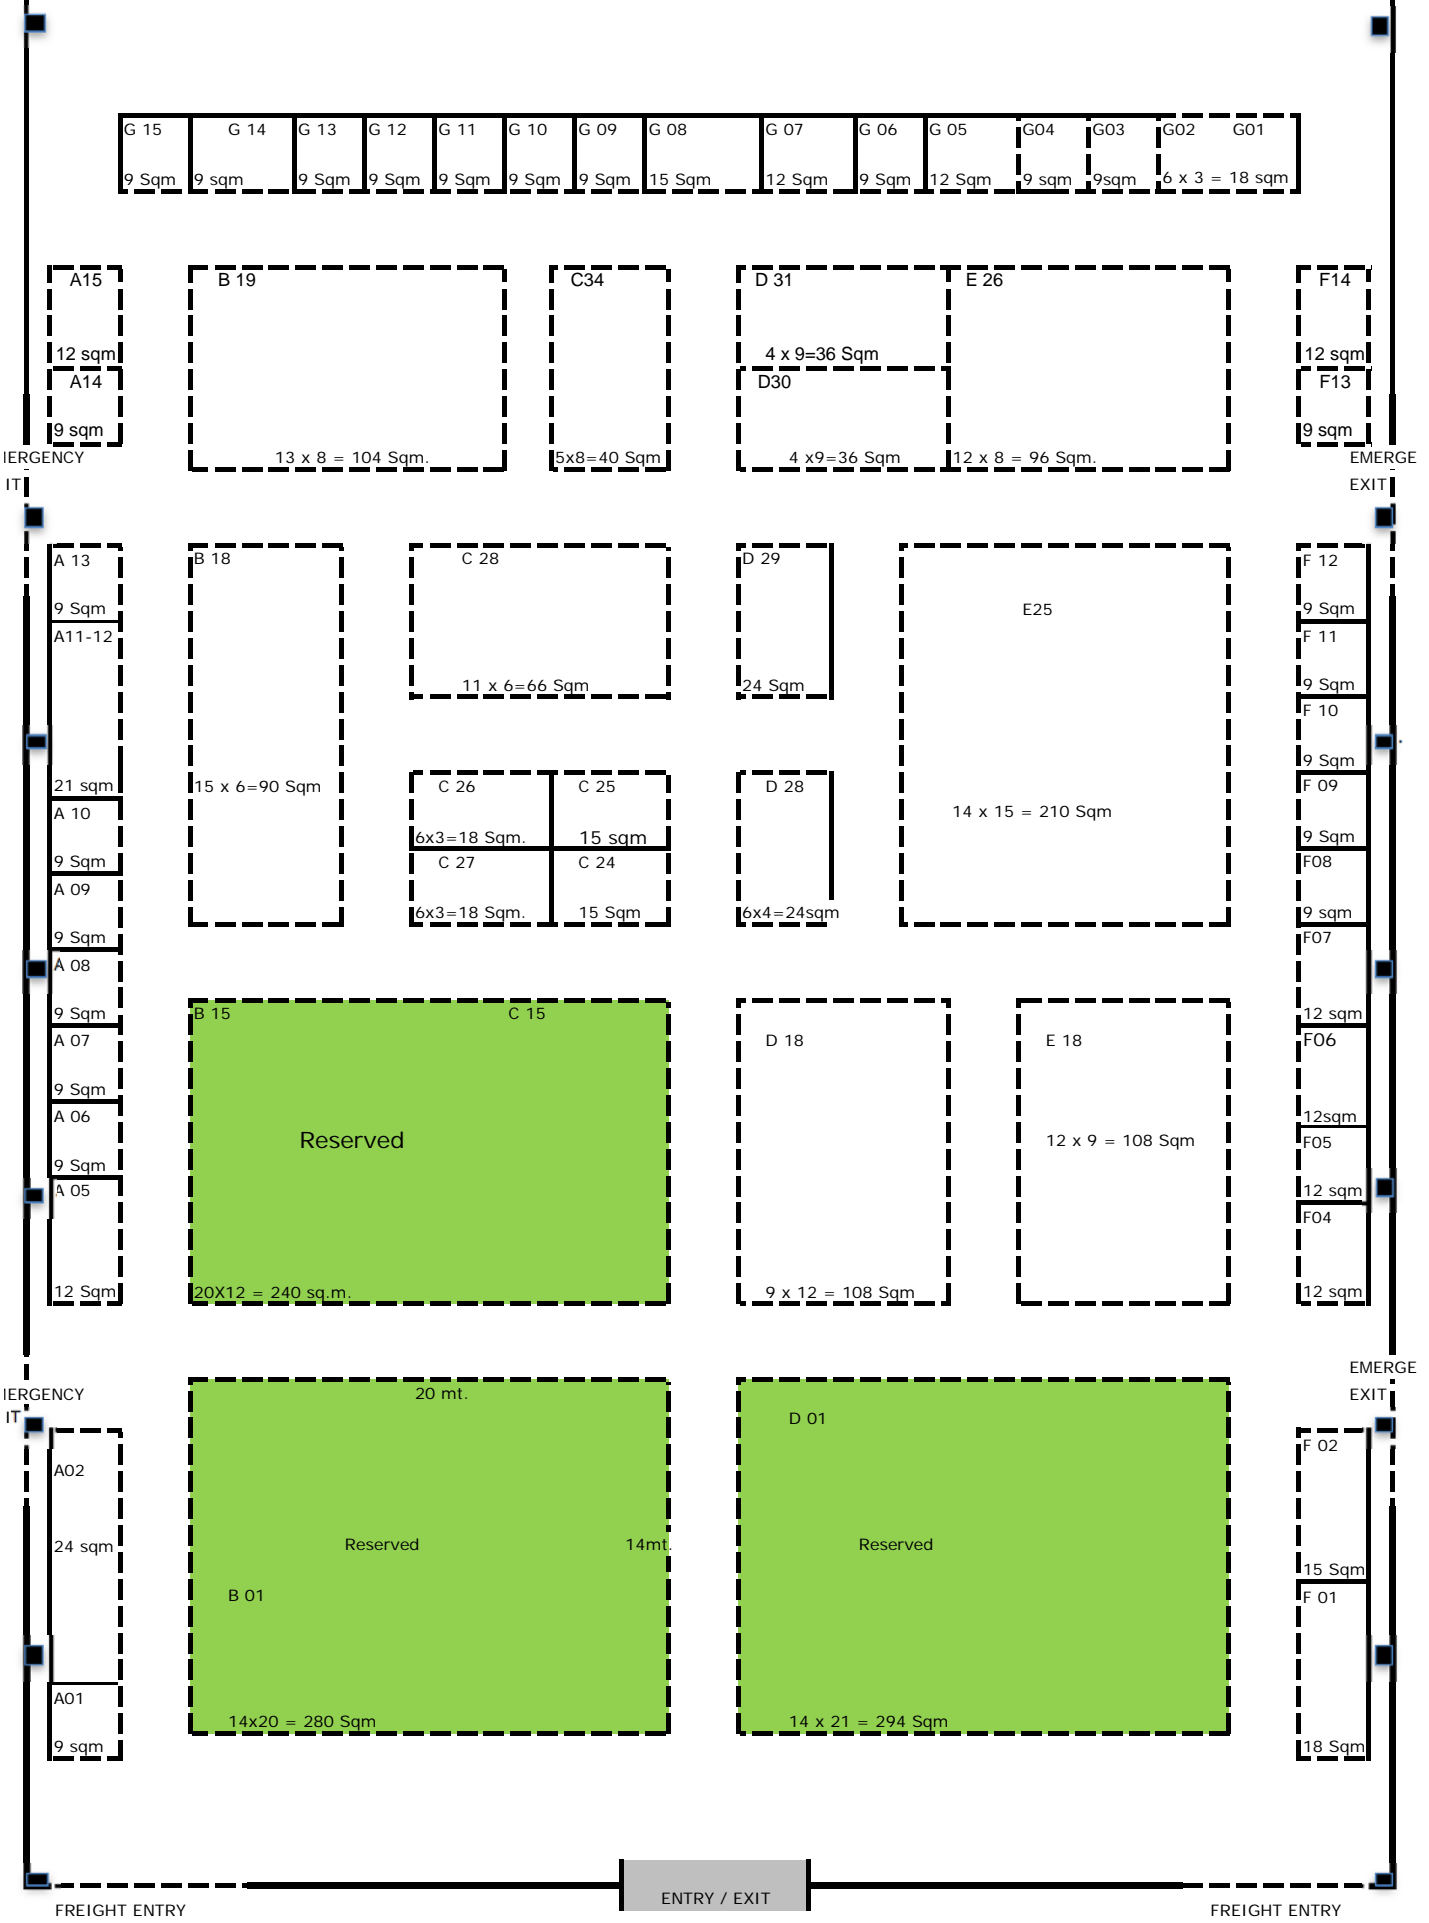 G 15 G 14 G 13 G 12 G 11 G 10 G 09 G 08 G 07 G 06 G 05 G04 G03 G02 G01
9 Sqm 9 sqm 9 Sqm 9 Sqm 9 Sqm 9 Sqm 9 Sqm 15 Sqm 12 Sqm 9 Sqm 12 Sqm 9 sqm 9sqm 6 x 3 = 18 sqm
A15 B 19 C34 D 31 E 26 F14
12 sqm 4 x 9=36 Sqm 12 sqm
A14 D30 F13
9 sqm 9 sqm
IERGENCY 13 x 8 = 104 Sqm. 5x8=40 Sqm 4 x9=36 Sqm 12 x 8 = 96 Sqm. EMERGE
IT EXIT
A 13 B 18 C 28 D 29 F 12
9 Sqm E25 9 Sqm
A11-12 F 11
11 x 6=66 Sqm 24 Sqm 9 Sqm
F 10
9 Sqm
21 sqm 15 x 6=90 Sqm C 26 C 25 D 28 F 09
A 10 14 x 15 = 210 Sqm
6x3=18 Sqm. 15 sqm 9 Sqm
9 Sqm C 27 C 24 F08
A 09
6x3=18 Sqm. 15 Sqm 6x4=24sqm 9 sqm
9 Sqm F07
A 08
9 Sqm B 15 C 15 12 sqm
A 07 D 18 E 18 F06
9 Sqm
A 06 12sqm
Reserved 12 x 9 = 108 Sqm F05
9 Sqm
A 05 12 sqm
F04
12 Sqm 20X12 = 240 sq.m. 9 x 12 = 108 Sqm 12 sqm
EMERGE
IERGENCY 20 mt. EXIT
IT D 01
F 02
A02
24 sqm Reserved 14mt. Reserved
15 Sqm
B 01 F 01
A01
14x20 = 280 Sqm 14 x 21 = 294 Sqm
9 sqm 18 Sqm
ENTRY / EXIT
FREIGHT ENTRY FREIGHT ENTRY